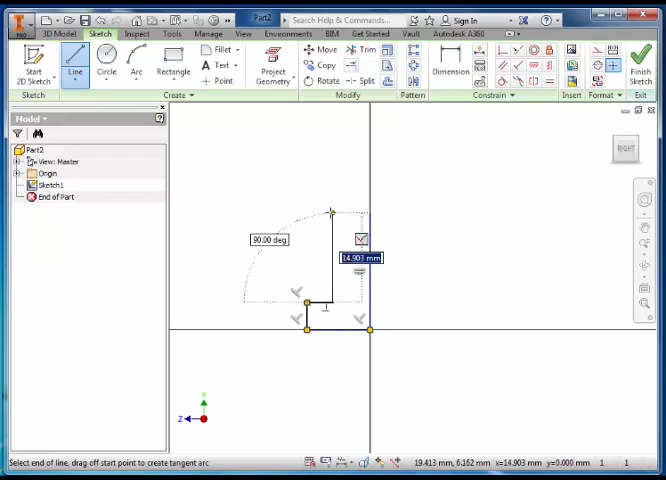 Part2
Search Help & Commands...
Sign In
PRO
3D Model
Sketch
Inspect
Tools
Manage
View
Environments
BIM
Get Started
Vault
Autodesk A360
Start
2D Sketch
Line
Circle
Arc
Rectangle
Fillet
Text
Point
Project
Geometry
Move
Copy
Rotate
Trim
Split
Dimension
Finish
Sketch
Sketch
Create
Modify
Pattern
Constrain
Insert
Format
Exit
Model
Part2
View: Master
Origin
Sketch1
End of Part
RIGHT
90.00 deg
14.903 mm
Y
Z
Select end of line, drag off start point to create tangent arc
19.413 mm, 6.162 mm
x=14.903 mm
y=0.000 mm
1
1